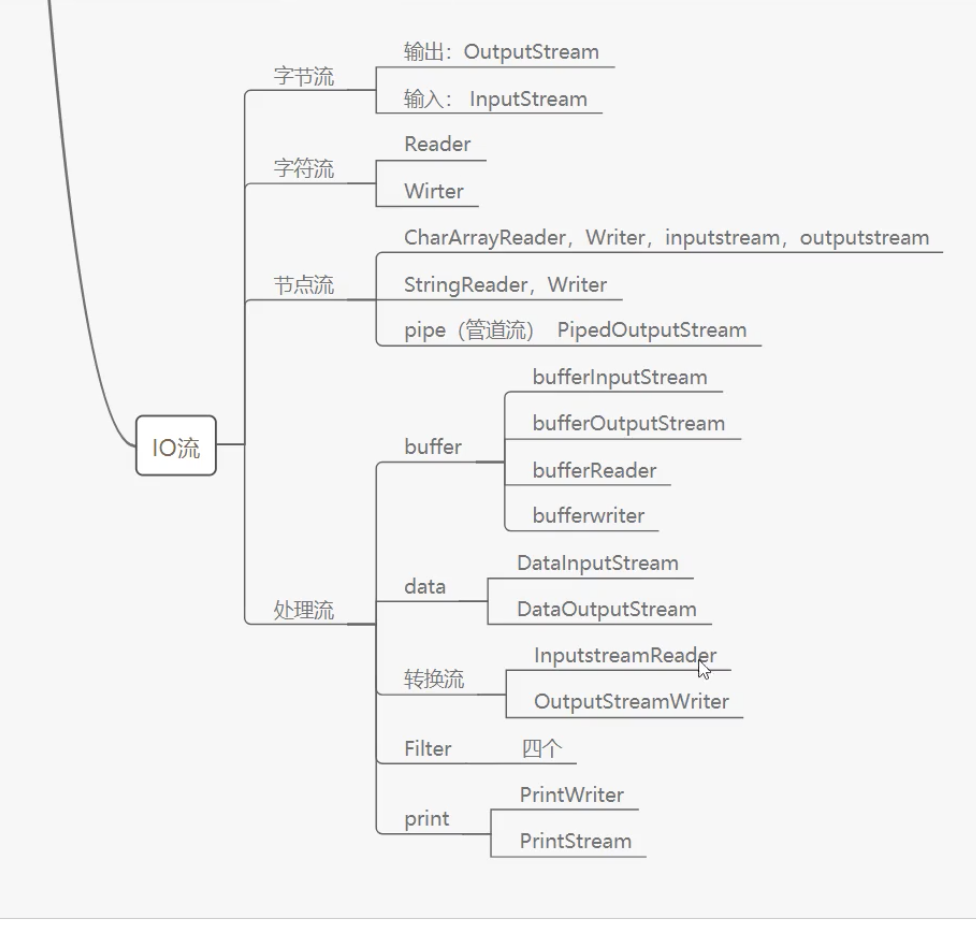 字节流
输出：OutputStream
输入： InputStream
字符流
Reader
Wirter
节点流
CharArrayReader，Writer，inputstream，outputstream
StringReader，Writer
pipe（管道流） PipedOutputStream
IO流
处理流
buffer
bufferInputStream
bufferOutputStream
bufferReader
bufferwriter
data
DataInputStream
DataOutputStream
转换流
InputstreamReader
OutputStreamWriter
Filter 四个
print
PrintWriter
PrintStream